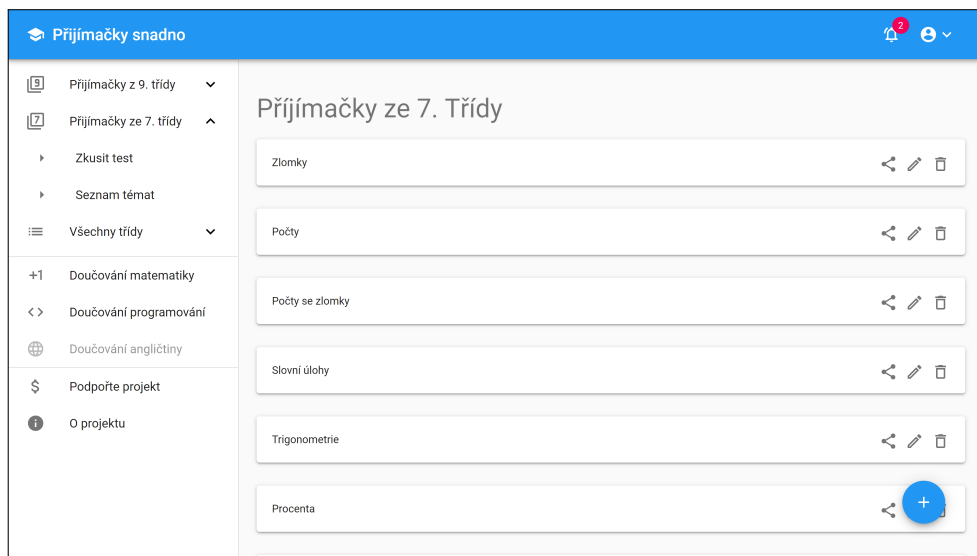 Přijímačky snadno
2
9
Přijímačky z 9. třídy
7
Přijímačky ze 7. třídy
Zkusit test
Seznam témat
Všechny třídy
+1
Doučování matematiky
Doučování programování
Doučování angličtiny
$
Podpořte projekt
O projektu
Příjímačky ze 7. Třídy
Zlomky
Počty
Počty se zlomky
Slovní úlohy
Trigonometrie
Procenta